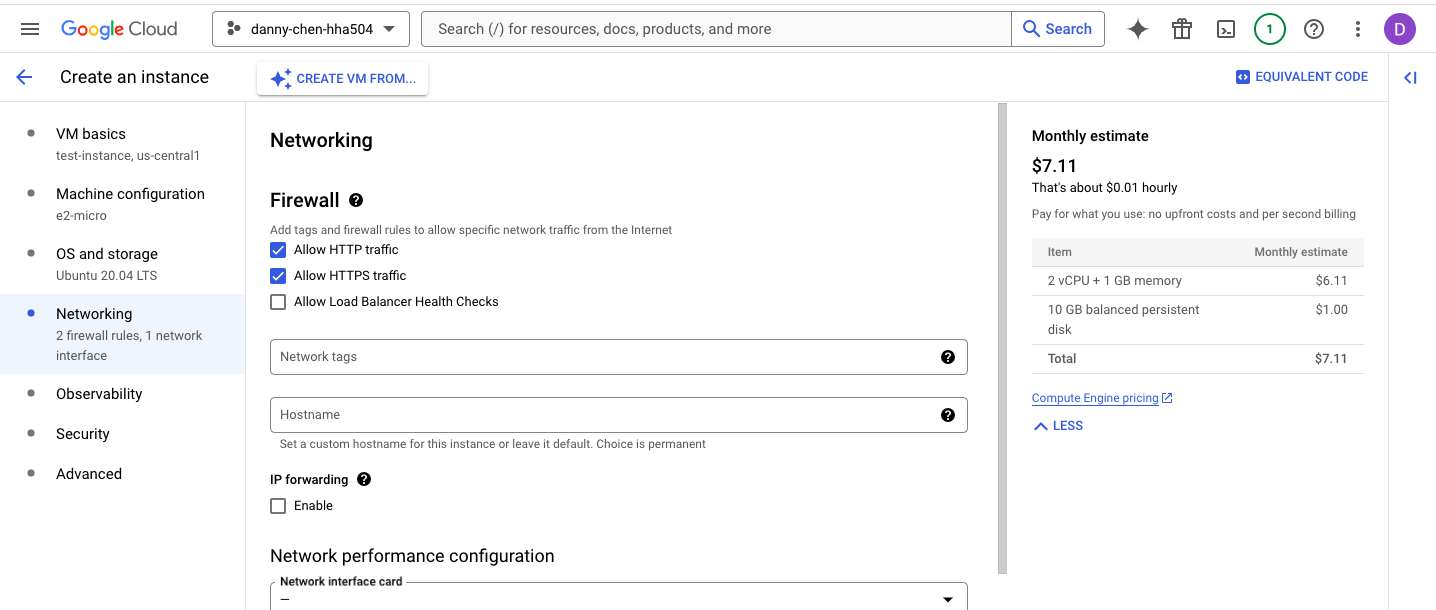 Google Cloud
danny-chen-hha504
Search (/) for resources, docs, products, and more
Search
1
D
Create an instance
CREATE VM FROM...
EQUIVALENT CODE
VM basics
test-instance, us-central1
Machine configuration
e2-micro
OS and storage
Ubuntu 20.04 LTS
Networking
2 firewall rules, 1 network
interface
Observability
Security
Advanced
Networking
Firewall
Add tags and firewall rules to allow specific network traffic from the Internet
Allow HTTP traffic
Allow HTTPS traffic
Allow Load Balancer Health Checks
Network tags
Hostname
Set a custom hostname for this instance or leave it default. Choice is permanent
IP forwarding
Enable
Network performance configuration
Network interface card
—
Monthly estimate
$7.11
That's about $0.01 hourly
Pay for what you use: no upfront costs and per second billing
Item Monthly estimate
2 vCPU + 1 GB memory $6.11
10 GB balanced persistent $1.00
disk
Total $7.11
Compute Engine pricing
LESS